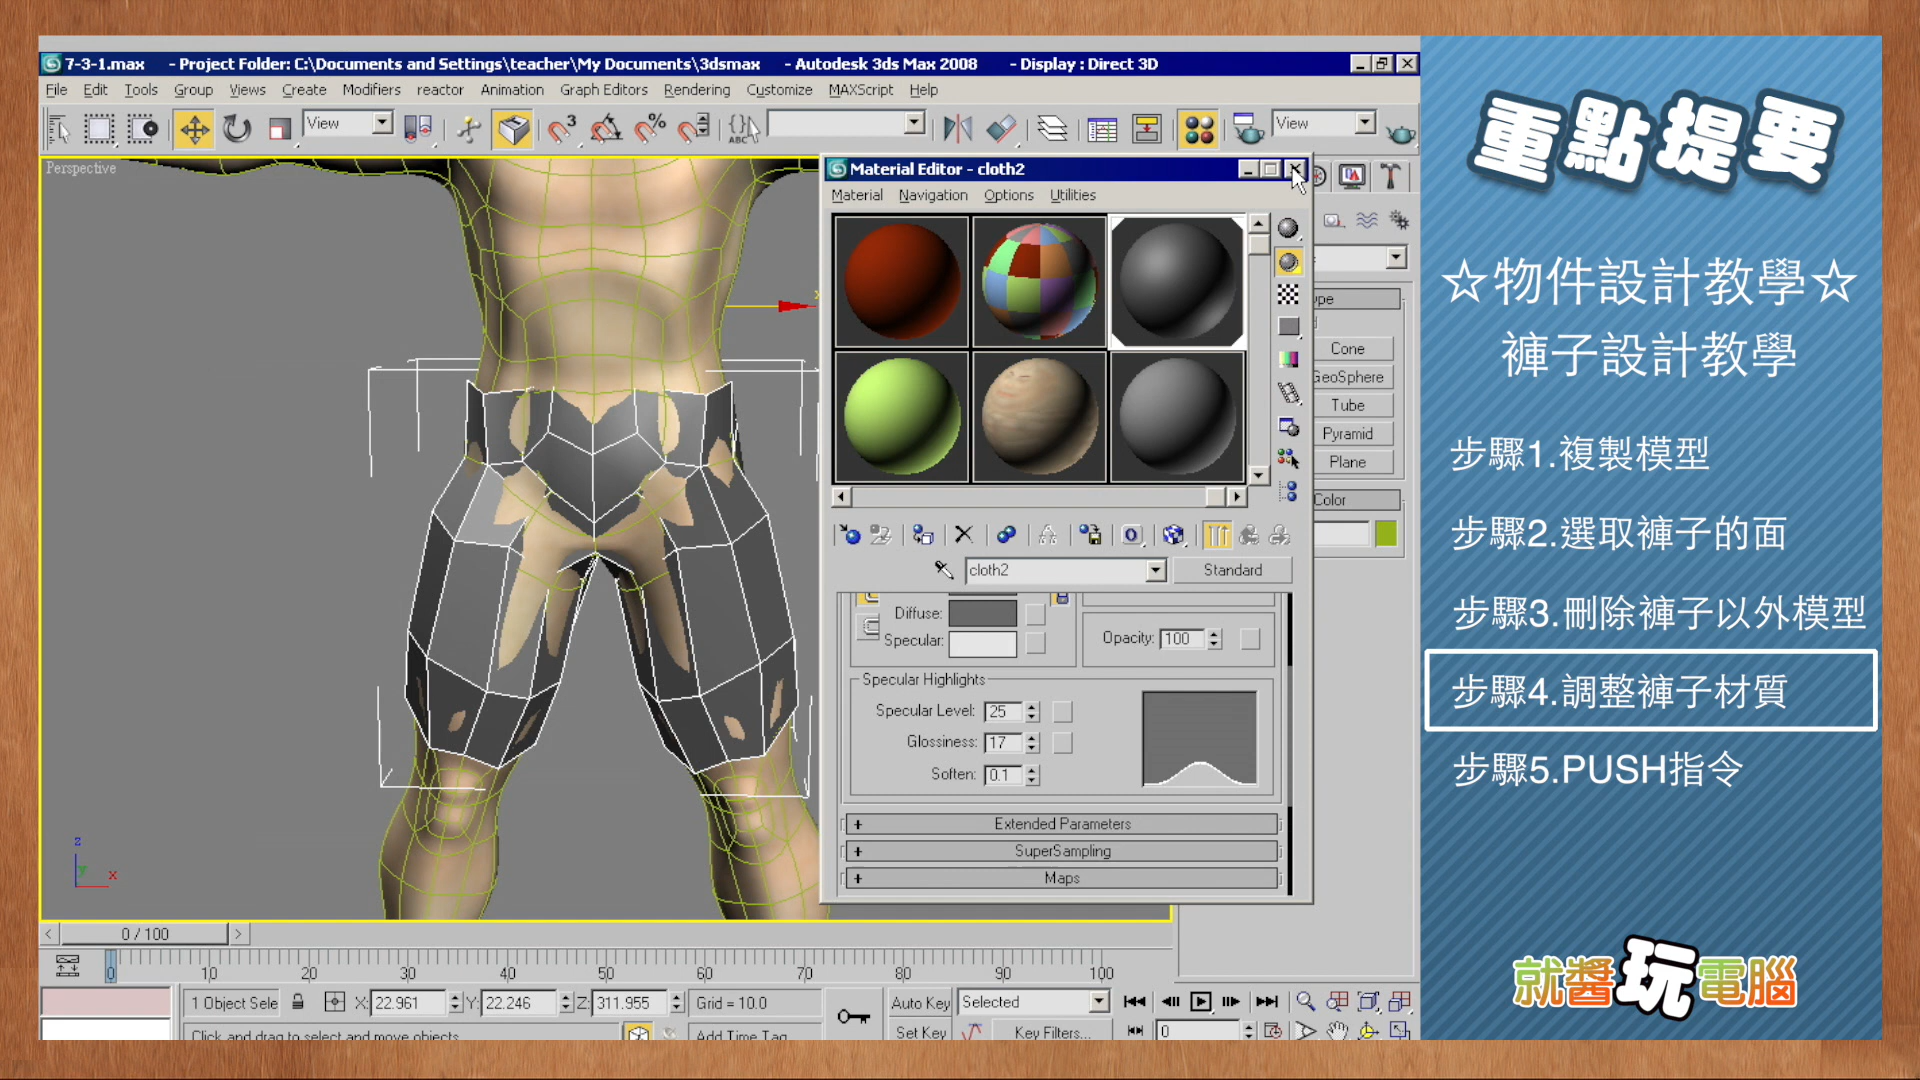 7-3-1.max - Project Folder: C:\Documents and Settings\teacher\My Documents\3dsmax - Autodesk 3ds Max 2008 - Display : Direct 3D
File Edit Tools Group Views Create Modifiers reactor Animation Graph Editors Rendering Customize MAXScript Help
View
View
Perspective
Material Editor - cloth2
Material Navigation Options Utilities
Cone
GeoSphere
Tube
Pyramid
Plane
Color
cloth2
Standard
Diffuse:
Specular:
Opacity: 100
Specular Highlights
Specular Level: 25
Glossiness: 17
Soften: 0.1
Extended Parameters
SuperSampling
Maps
z
y
x
0 / 100
0 10 20 30 40 50 60 70 80 90 100
1 Object Sele X: 22.961 Y: 22.246 Z: 311.955 Grid = 10.0 Auto Key Selected
Click and drag to select and move objects Add Time Tag Set Key Key Filters... 0
重點提要
☆物件設計教學☆
褲子設計教學
步驟1.複製模型
步驟2.選取褲子的面
步驟3.刪除褲子以外模型
步驟4.調整褲子材質
步驟5.PUSH指令
就醬玩電腦